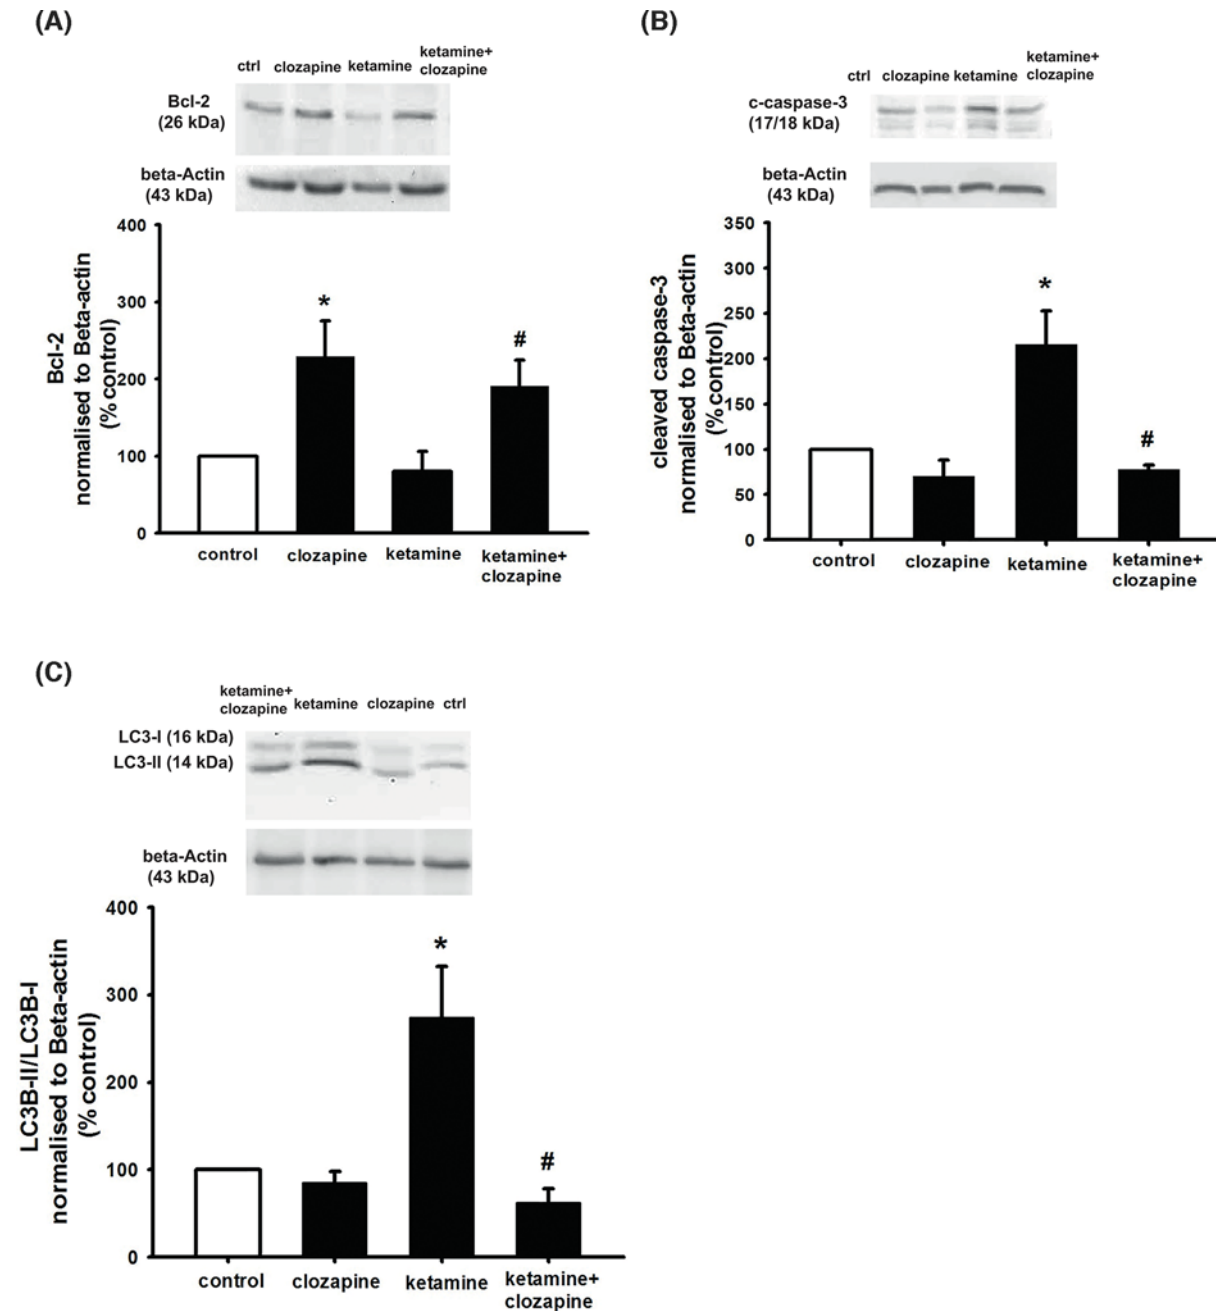 (A)
ctrl clozapine ketamine ketamine+
clozapine
Bcl-2
(26 kDa)
beta-Actin
(43 kDa)
Bcl-2
normalised to Beta-actin
(% control)
400
300
200
100
0
*
#
control clozapine ketamine ketamine+
clozapine
(B)
ctrl clozapine ketamine ketamine+
clozapine
c-caspase-3
(17/18 kDa)
beta-Actin
(43 kDa)
cleaved caspase-3
normalised to Beta-actin
(% control)
350
300
250
200
150
100
50
0
*
#
control clozapine ketamine ketamine+
clozapine
(C)
ketamine+
clozapine ketamine clozapine ctrl
LC3-I (16 kDa)
LC3-II (14 kDa)
beta-Actin
(43 kDa)
LC3B-II/LC3B-I
normalised to Beta-actin
(% control)
400
300
200
100
0
*
#
control clozapine ketamine ketamine+
clozapine